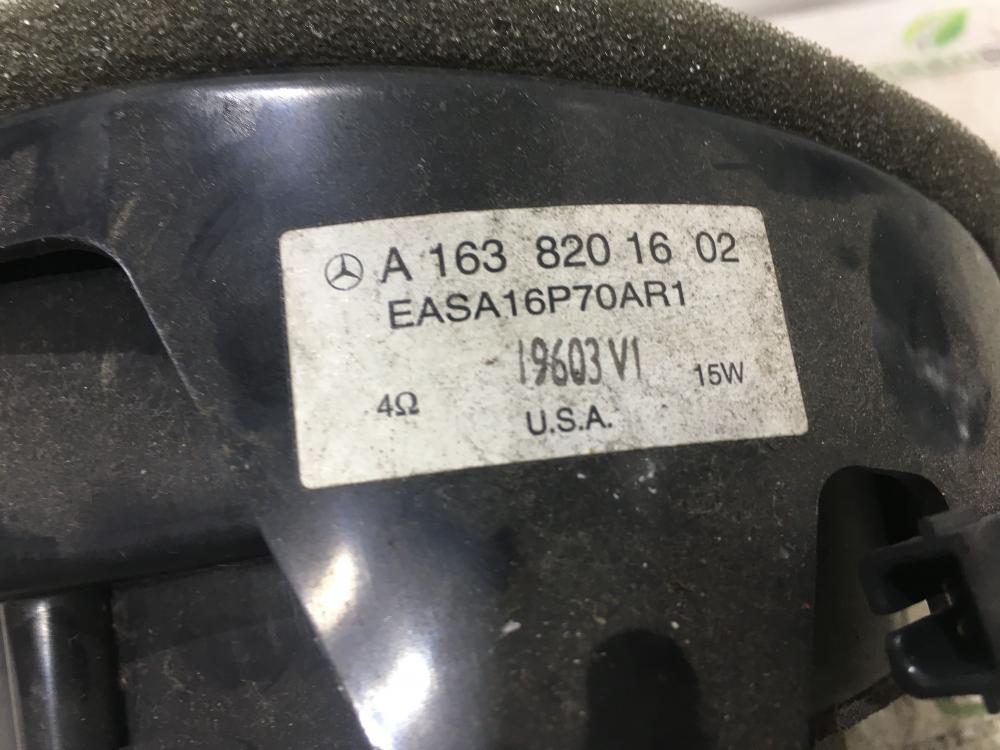 A 163 820 16 02
EASA16P70AR1
19603 V1
15W
4Ω
U.S.A.